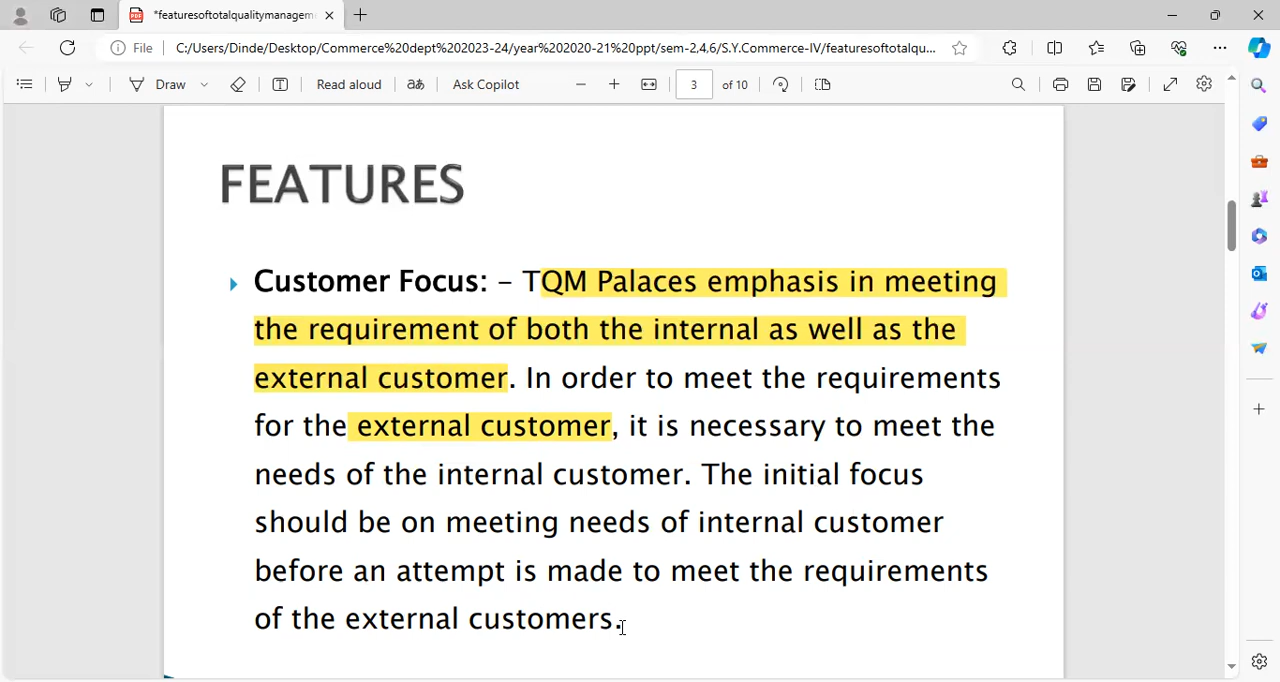 *featuresoftotalqualitymanagem
File
C:/Users/Dinde/Desktop/Commerce%20dept%202023-24/year%202020-21%20ppt/sem-2,4,6/S.Y.Commerce-IV/featuresoftotalqu...
Draw
Read aloud
aあ
Ask Copilot
3 of 10
FEATURES
Customer Focus: – TQM Palaces emphasis in meeting
the requirement of both the internal as well as the
external customer. In order to meet the requirements
for the external customer, it is necessary to meet the
needs of the internal customer. The initial focus
should be on meeting needs of internal customer
before an attempt is made to meet the requirements
of the external customers.